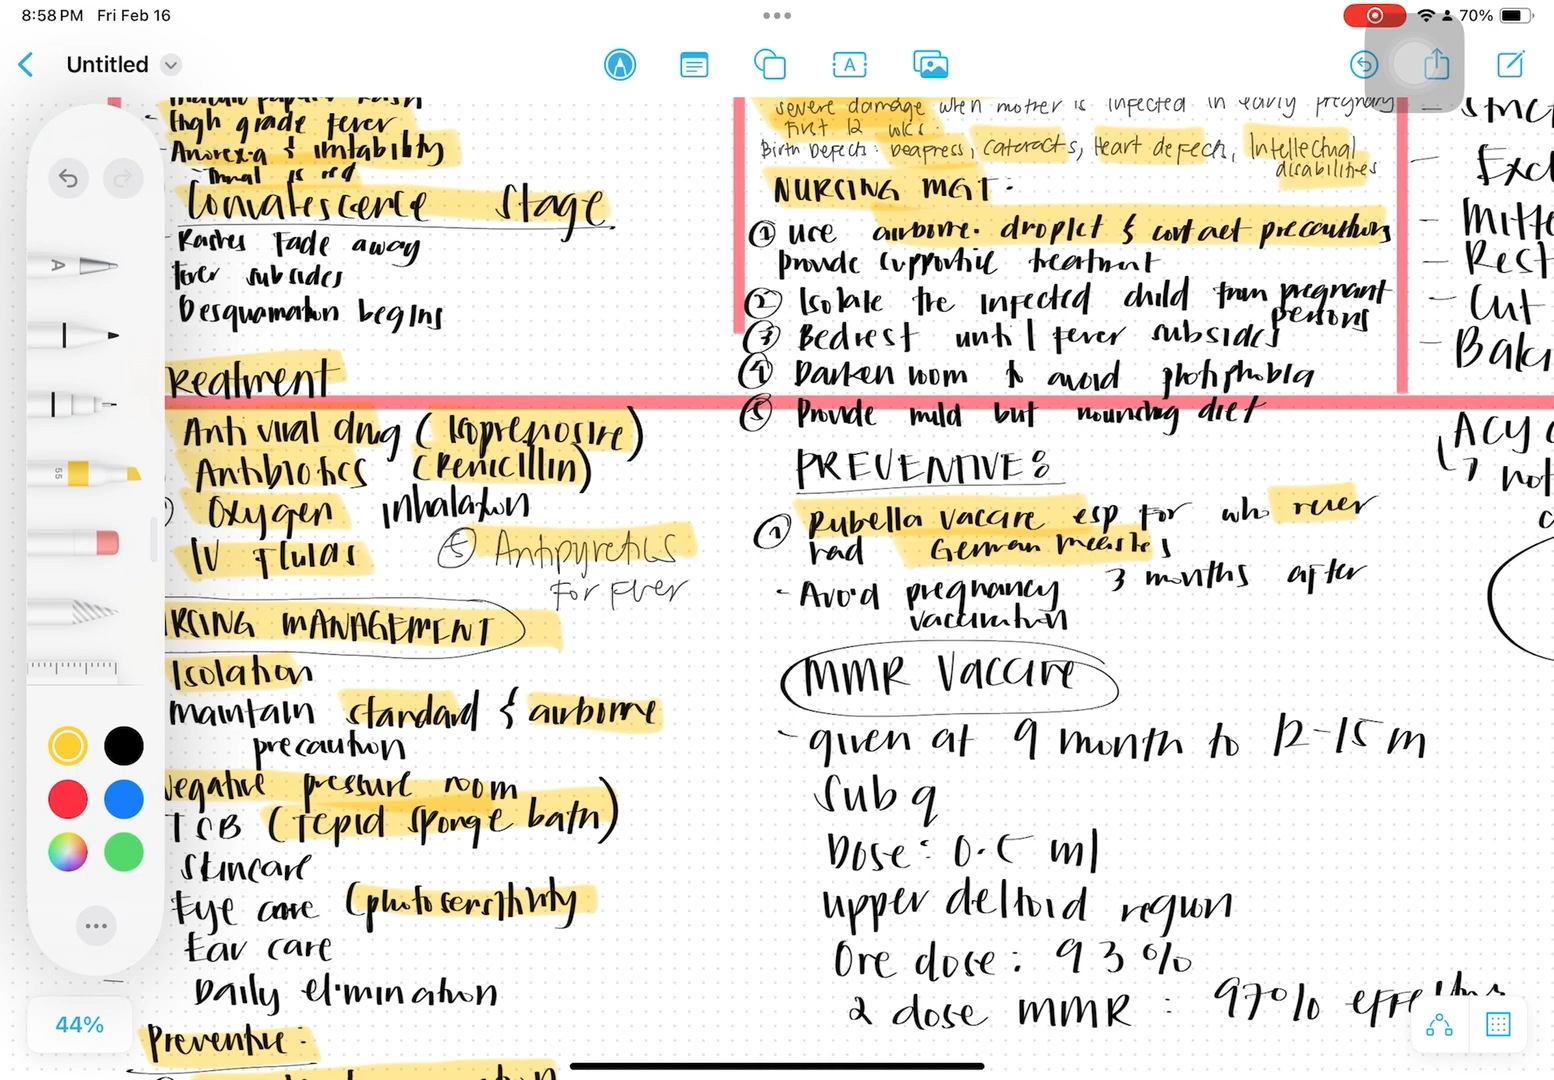 8:58 PM Fri Feb 16
70%
Untitled
High grade fever
Anorexia & irritability
Throat is red
Convalescence Stage
Rashes Fade away
Fever subsides
Desquamation begins
Reatment
Anti viral drug (Isoprenosine)
Antibiotics (Penicillin)
Oxygen inhalation
IV Fluids
⑤ Antipyretics
For Fever
RSING MANAGEMENT
Isolation
maintain standard & airborne
precaution
Negative pressure room
TSB (Tepid Sponge bath)
Skincare
Eye care (photosensitivity
Ear care
Daily elimination
Preventive:
44%
severe damage when mother is infected in early pregnancy
First 12 wks.
Birth Defects: Deafness, cataracts, Heart defects, Intellectual
disabilities
NURSING MGT:
① use airborne. droplet & contact precautions
provide supportive treatment
② Isolate the infected child from pregnant
persons
③ Bedrest until fever subsides
④ Darken room to avoid photophobia
⑤ Provide mild but nourishing diet
PREVENTIVE:
① Rubella vaccine esp for who never
had German measles
- Avoid pregnancy 3 months after
vaccination
MMR Vaccine
- given at 9 month to 12-15 m
Sub q
Dose: 0.5 ml
upper deltoid region
One dose: 93%
2 dose MMR: 97% effective
- Rest
- Cut